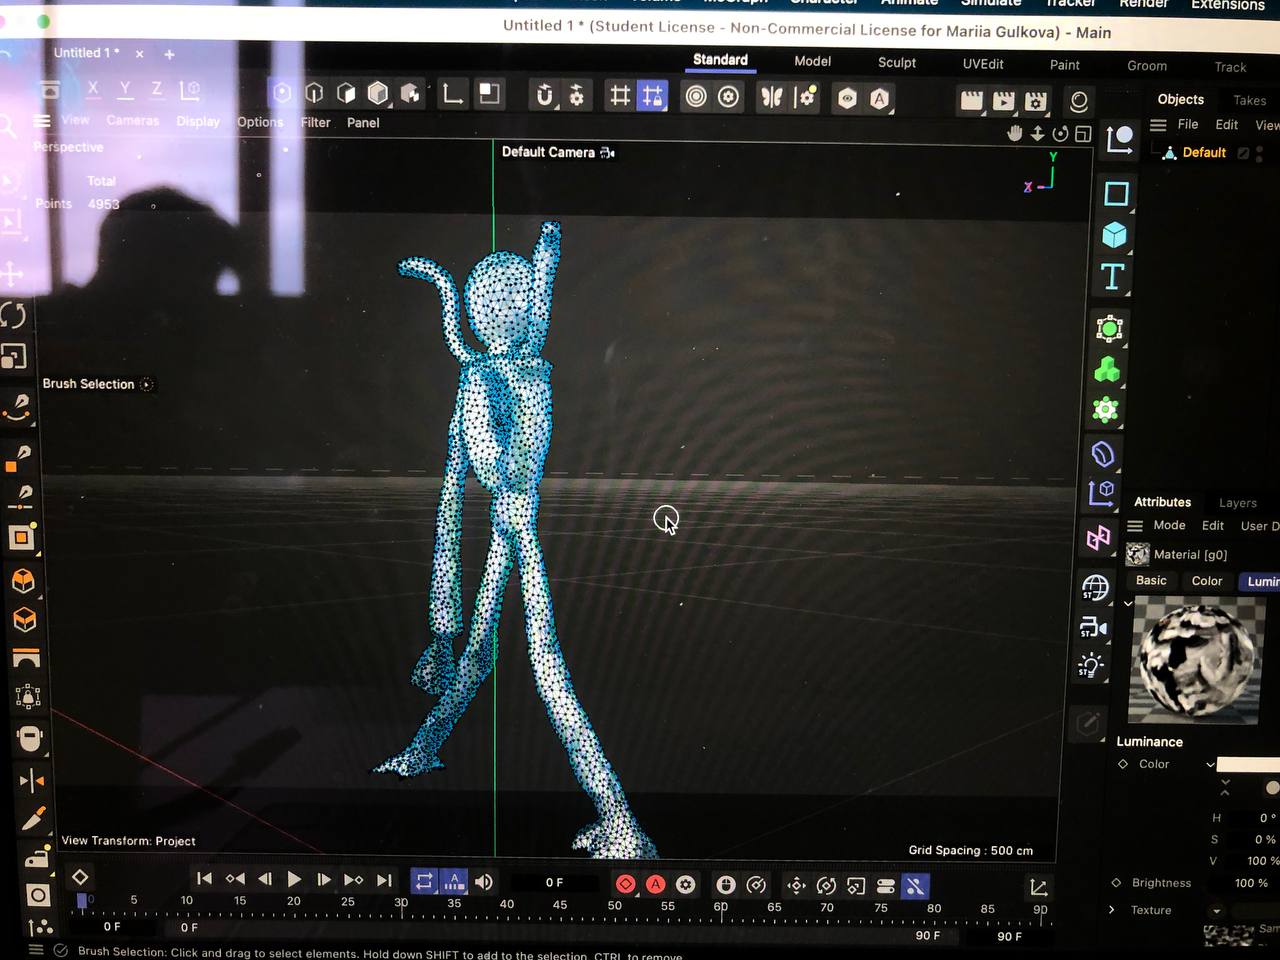 Animate Simulate Tracker Render Extensions
Untitled 1 * (Student License - Non-Commercial License for Mariia Gulkova) - Main
Untitled 1 * × +
Standard Model Sculpt UVEdit Paint Groom Track
X Y Z
Objects Takes
View Cameras Display Options Filter Panel
File Edit View
Perspective
Default Camera
Default
Y
X
Total
Points 4953
T
Brush Selection
Attributes Layers
Mode Edit User D
Material [g0]
Basic Color Lumin
ST
ST
ST
Luminance
Color
H 0 °
S 0 %
V 100 %
View Transform: Project
Grid Spacing : 500 cm
Brightness 100 %
Texture
0 F
A
A
0 5 10 15 20 25 30 35 40 45 50 55 60 65 70 75 80 85 90
0 F 0 F 90 F 90 F
Sam
Brush Selection: Click and drag to select elements. Hold down SHIFT to add to the selection, CTRL to remove.